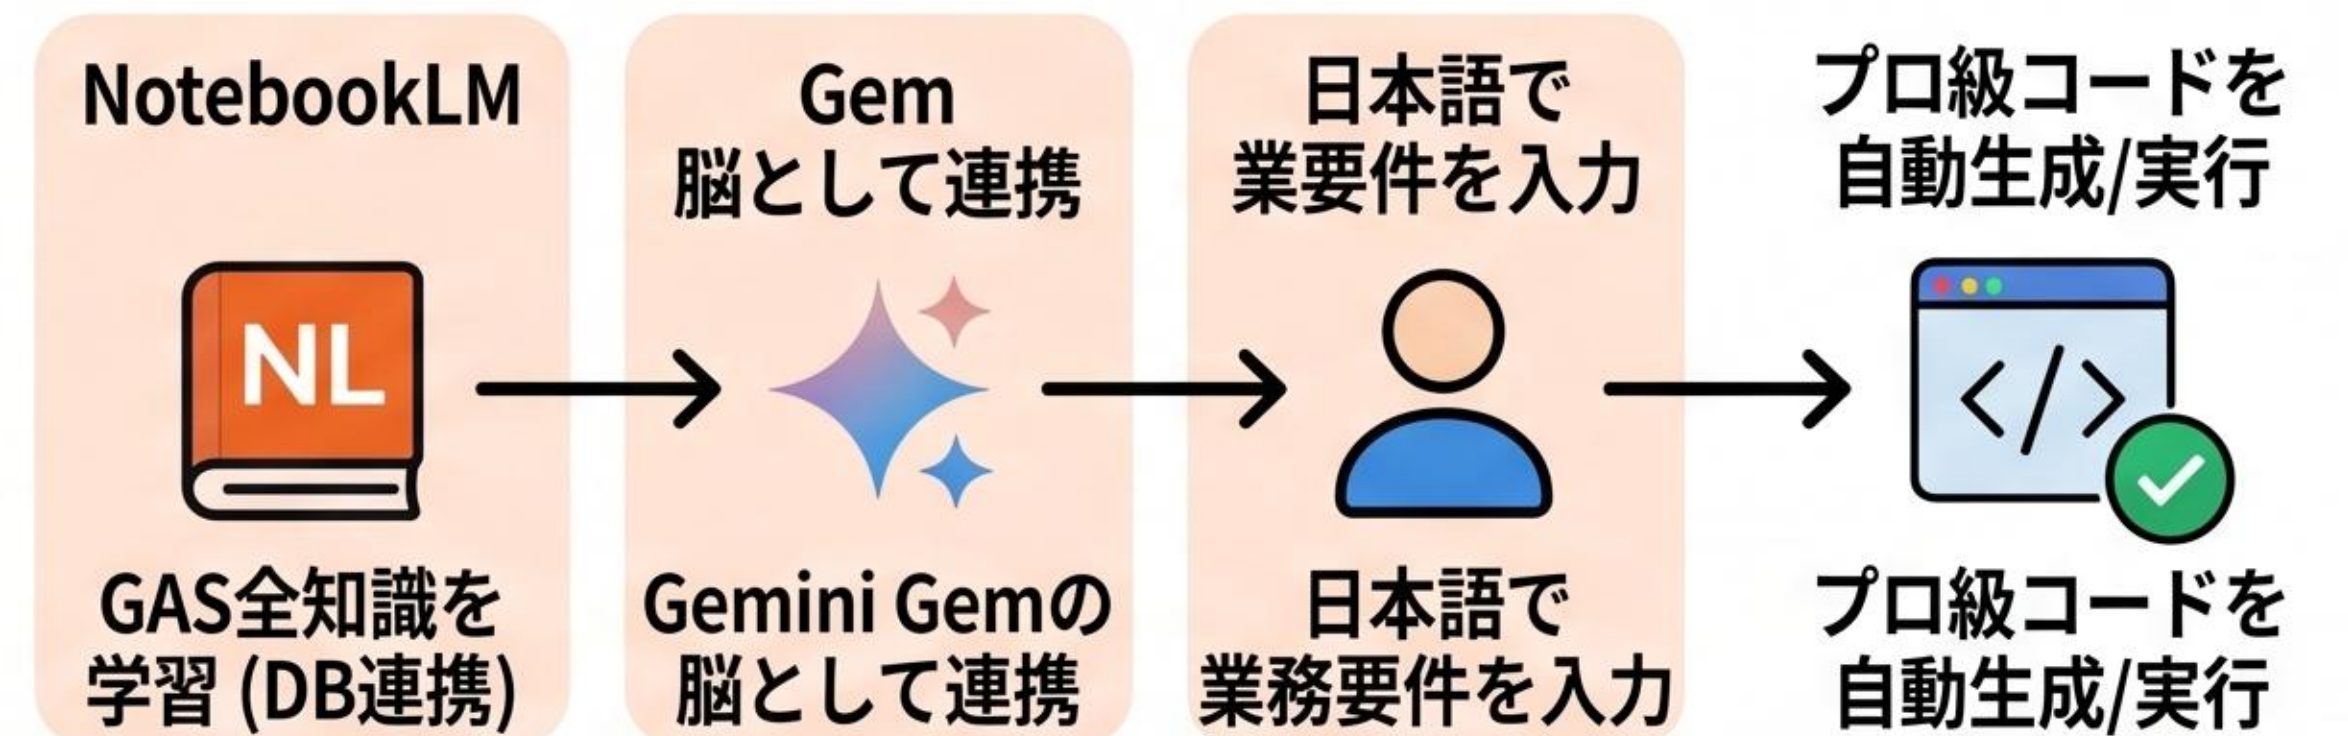 NotebookLM
NL
GAS全知識を
学習 (DB連携)
Gem
脳として連携
Gemini Gemの
脳として連携
日本語で
業要件を入力
日本語で
業務要件を入力
プロ級コードを
自動生成/実行
</>
プロ級コードを
自動生成/実行